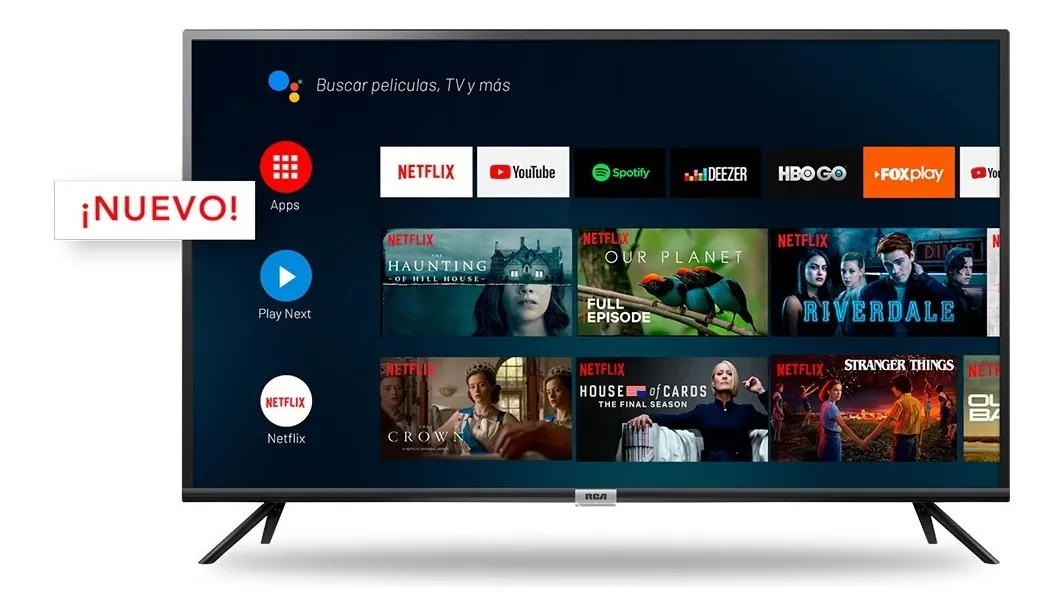 Buscar peliculas, TV y más
NETFLIX
YouTube
Spotify
DEEZER
HBO GO
FOXplay
Apps
¡NUEVO!
NETFLIX
THE
HAUNTING
OF HILL HOUSE
NETFLIX
OUR PLANET
FULL
EPISODE
NETFLIX
DINER
RIVERDALE
Play Next
NETFLIX
THE
CROWN
NETFLIX
HOUSE of CARDS
THE FINAL SEASON
NETFLIX
STRANGER THINGS
NETFLIX
Netflix
RCA